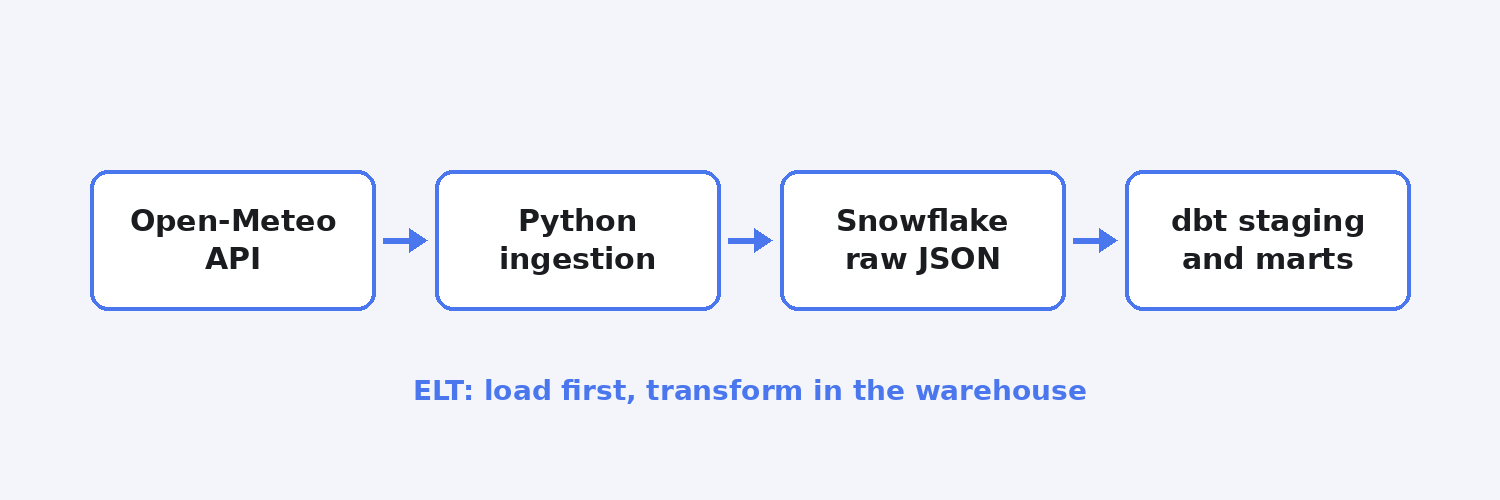 Open-Meteo
API
Python
ingestion
Snowflake
raw JSON
dbt staging
and marts
ELT: load first, transform in the warehouse